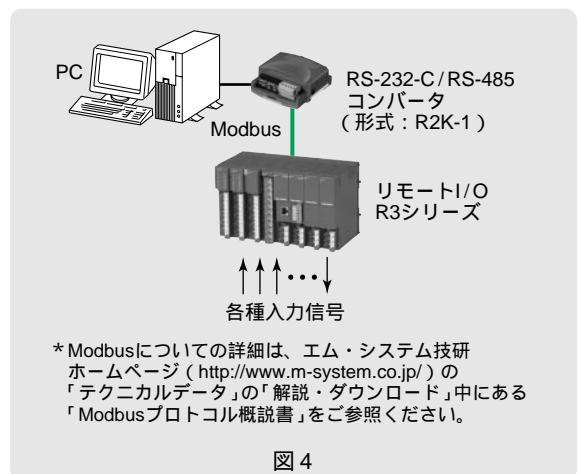 PC
RS-232-C/RS-485
コンバータ
（形式：R2K-1）
Modbus
リモートI/O
R3シリーズ
各種入力信号
＊Modbusについての詳細は、エム・システム技研
ホームページ（http://www.m-system.co.jp/）の
「テクニカルデータ」の「解説・ダウンロード」中にある
「Modbusプロトコル概説書」をご参照ください。
図 4